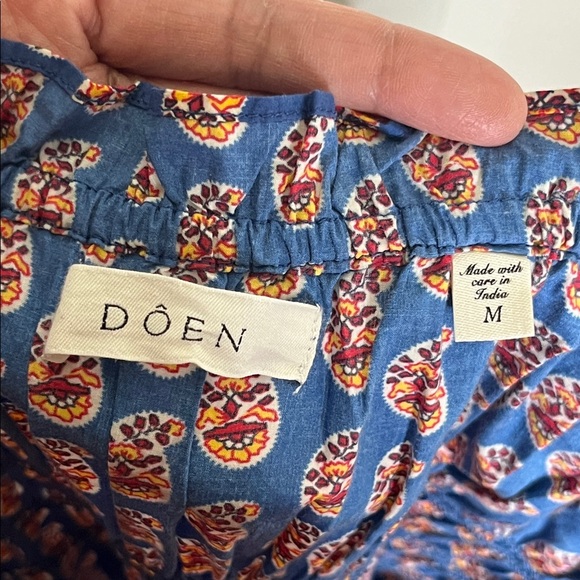 DÔEN
Made with
care in
India
M